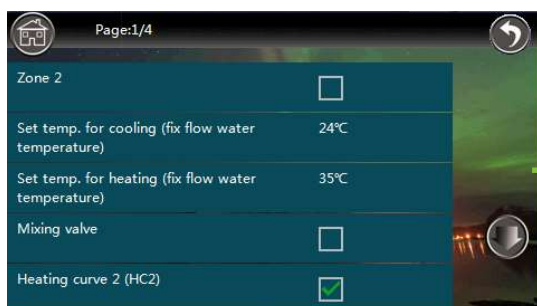 Page:1/4
Zone 2
Set temp. for cooling (fix flow water
temperature)
24℃
Set temp. for heating (fix flow water
temperature)
35℃
Mixing valve
Heating curve 2 (HC2)